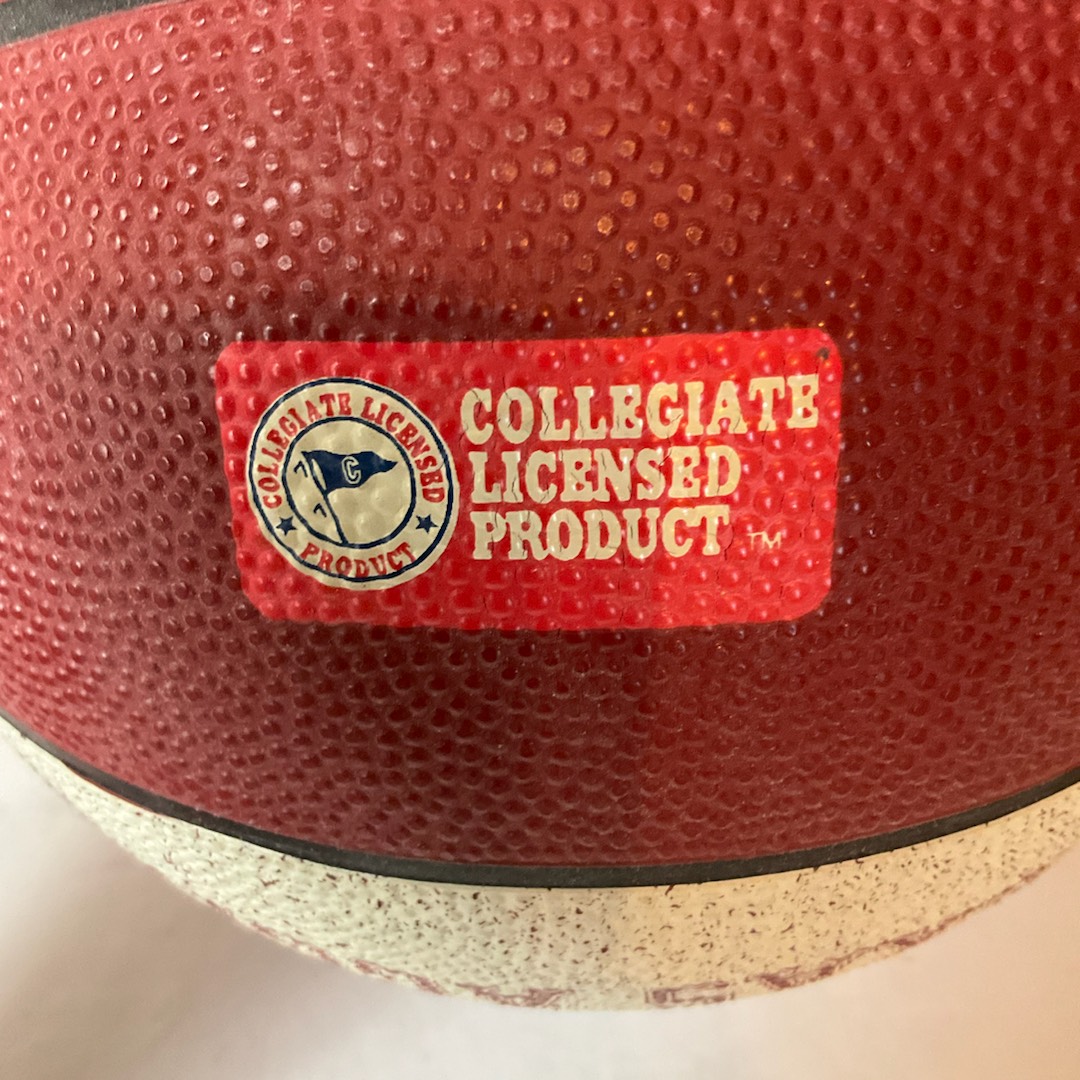 COLLEGIATE LICENSED
C
PRODUCT
COLLEGIATE
LICENSED
PRODUCT TM